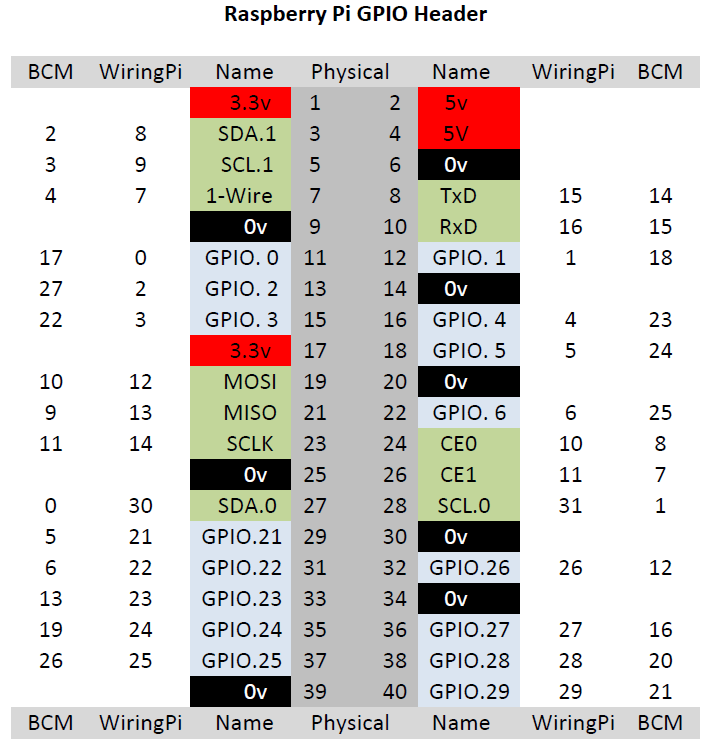 Raspberry Pi GPIO Header
BCM WiringPi Name Physical Name WiringPi BCM
3.3v 1 2 5v
2 8 SDA.1 3 4 5V
3 9 SCL.1 5 6 0v
4 7 1-Wire 7 8 TxD 15 14
0v 9 10 RxD 16 15
17 0 GPIO. 0 11 12 GPIO. 1 1 18
27 2 GPIO. 2 13 14 0v
22 3 GPIO. 3 15 16 GPIO. 4 4 23
3.3v 17 18 GPIO. 5 5 24
10 12 MOSI 19 20 0v
9 13 MISO 21 22 GPIO. 6 6 25
11 14 SCLK 23 24 CE0 10 8
0v 25 26 CE1 11 7
0 30 SDA.0 27 28 SCL.0 31 1
5 21 GPIO.21 29 30 0v
6 22 GPIO.22 31 32 GPIO.26 26 12
13 23 GPIO.23 33 34 0v
19 24 GPIO.24 35 36 GPIO.27 27 16
26 25 GPIO.25 37 38 GPIO.28 28 20
0v 39 40 GPIO.29 29 21
BCM WiringPi Name Physical Name WiringPi BCM